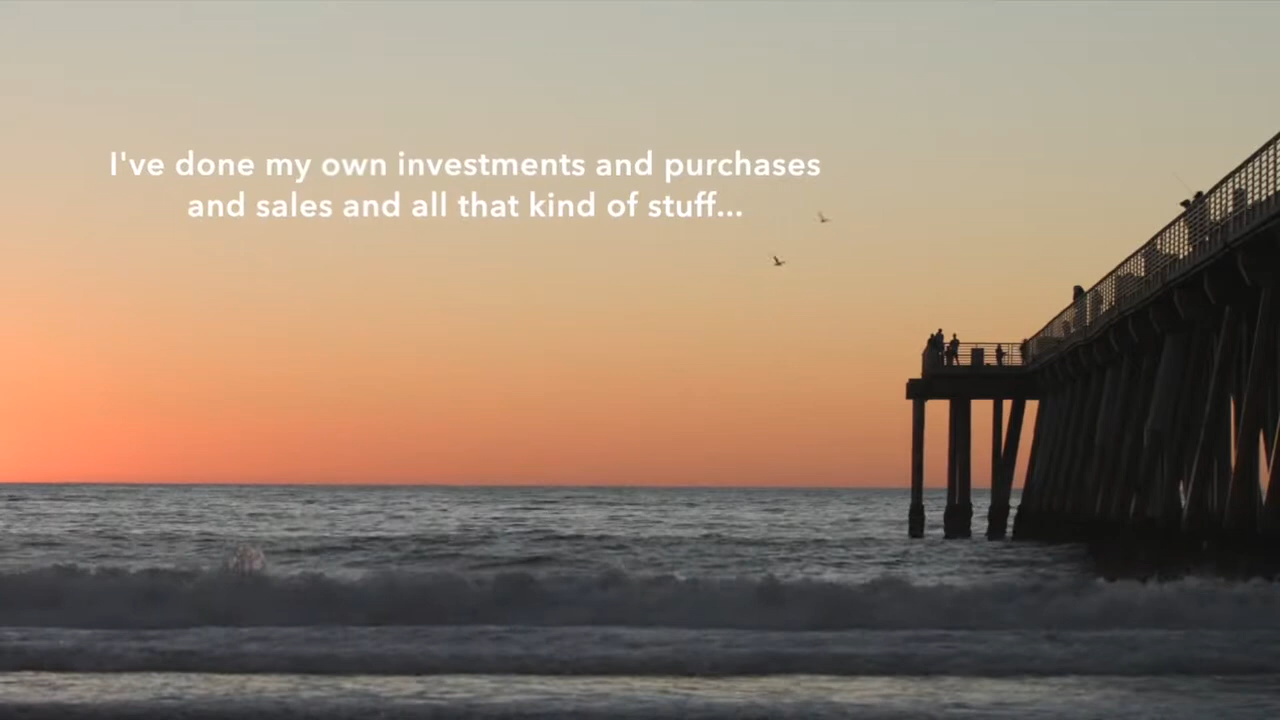 I've done my own investments and purchases
and sales and all that kind of stuff...